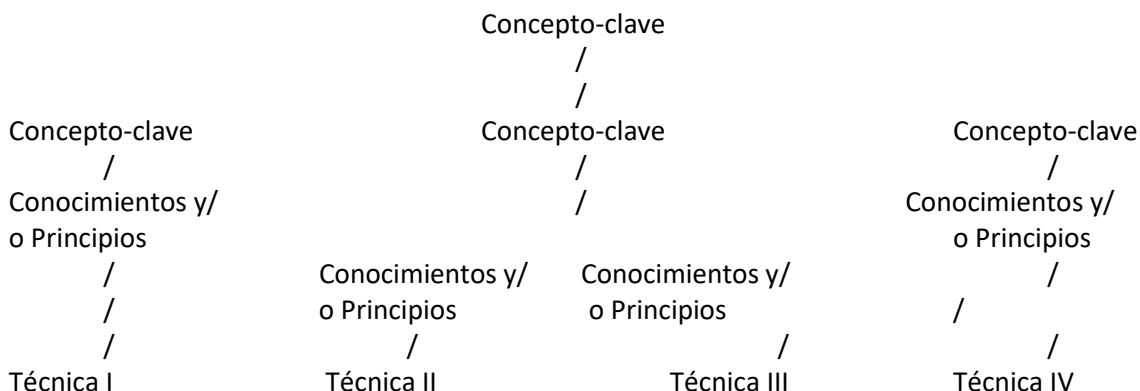 Concepto-clave
/
/
Concepto-clave Concepto-clave Concepto-clave
/ / /
Conocimientos y/ / Conocimientos y/
o Principios o Principios
/ Conocimientos y/ Conocimientos y/ /
/ o Principios o Principios /
/ / / /
Técnica I Técnica II Técnica III Técnica IV